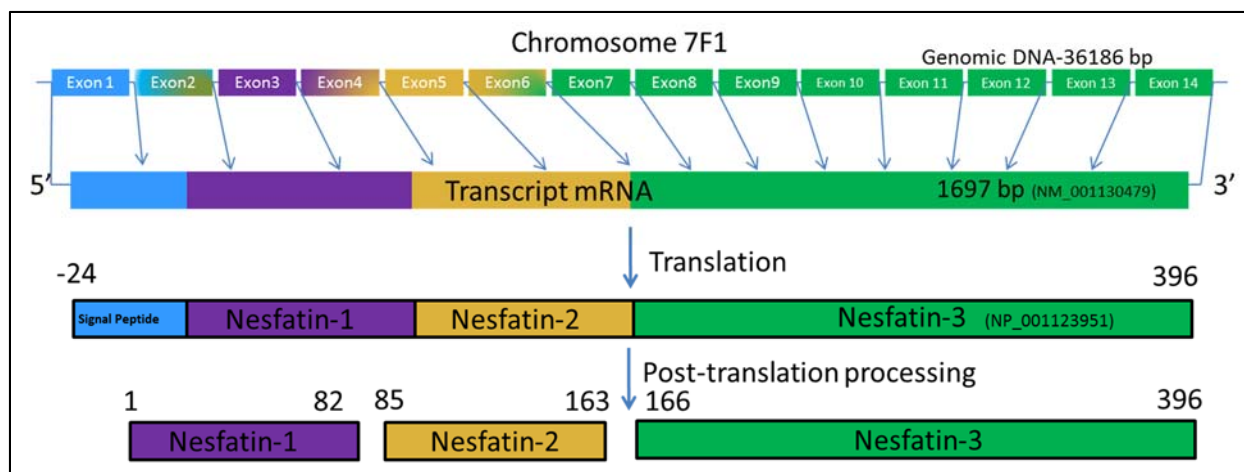 Chromosome 7F1
Genomic DNA-36186 bp
Exon 1 Exon2 Exon3 Exon4 Exon5 Exon6 Exon7 Exon8 Exon9 Exon 10 Exon 11 Exon 12 Exon 13 Exon 14
5’ Transcript mRNA 1697 bp (NM_001130479) 3’
Translation
-24 396
Signal Peptide Nesfatin-1 Nesfatin-2 Nesfatin-3 (NP_001123951)
Post-translation processing
1 82 85 163 166 396
Nesfatin-1 Nesfatin-2 Nesfatin-3